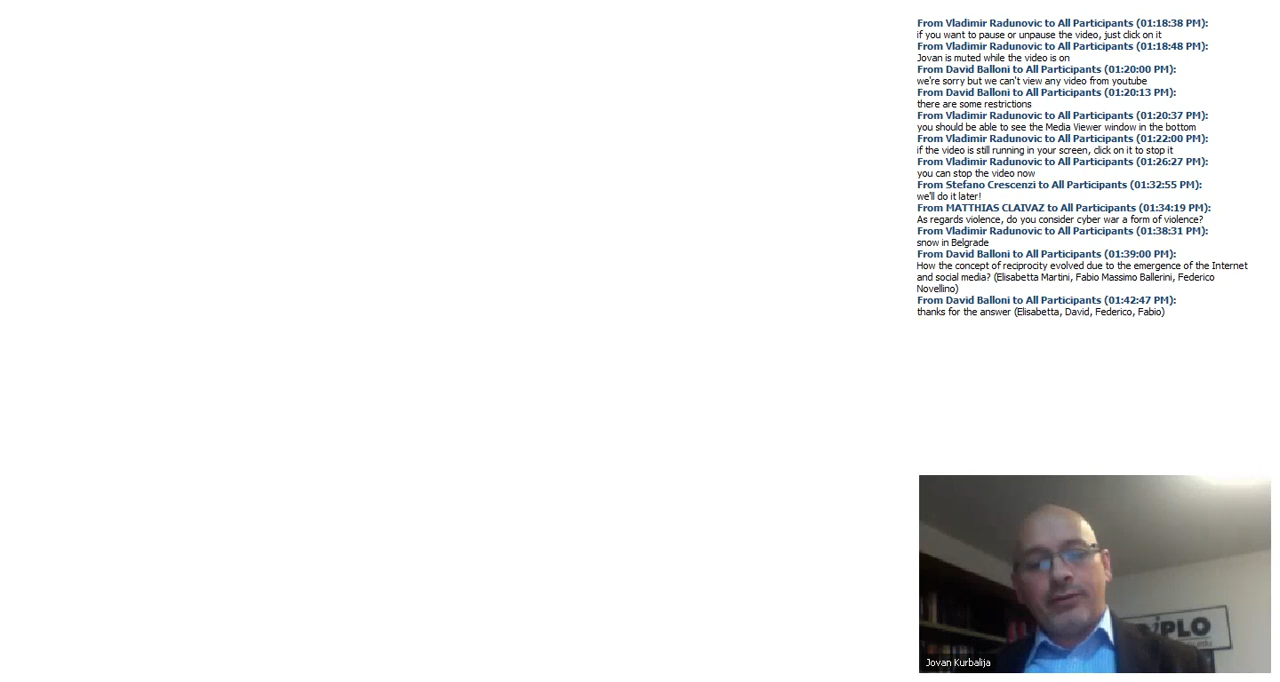 From Vladimir Radunovic to All Participants (01:18:38 PM):
if you want to pause or unpause the video, just click on it
From Vladimir Radunovic to All Participants (01:18:48 PM):
Jovan is muted while the video is on
From David Balloni to All Participants (01:20:00 PM):
we're sorry but we can't view any video from youtube
From David Balloni to All Participants (01:20:13 PM):
there are some restrictions
From Vladimir Radunovic to All Participants (01:20:37 PM):
you should be able to see the Media Viewer window in the bottom
From Vladimir Radunovic to All Participants (01:22:00 PM):
if the video is still running in your screen, click on it to stop it
From Vladimir Radunovic to All Participants (01:26:27 PM):
you can stop the video now
From Stefano Crescenzi to All Participants (01:32:55 PM):
we'll do it later!
From MATTHIAS CLAIVAZ to All Participants (01:34:19 PM):
As regards violence, do you consider cyber war a form of violence?
From Vladimir Radunovic to All Participants (01:38:31 PM):
snow in Belgrade
From David Balloni to All Participants (01:39:00 PM):
How the concept of reciprocity evolved due to the emergence of the Internet
and social media? (Elisabetta Martini, Fabio Massimo Ballerini, Federico
Novellino)
From David Balloni to All Participants (01:42:47 PM):
thanks for the answer (Elisabetta, David, Federico, Fabio)
Jovan Kurbalija